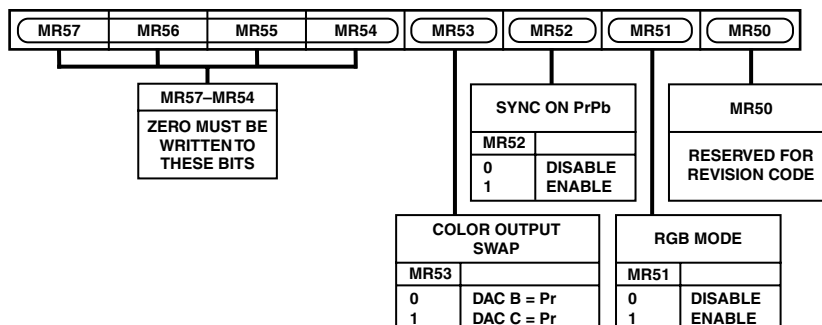 MR57 MR56 MR55 MR54 MR53 MR52 MR51 MR50
MR57–MR54
ZERO MUST BE
WRITTEN TO
THESE BITS
SYNC ON PrPb
MR52
0 DISABLE
1 ENABLE
MR50
RESERVED FOR
REVISION CODE
COLOR OUTPUT
SWAP
MR53
0 DAC B = Pr
1 DAC C = Pr
RGB MODE
MR51
0 DISABLE
1 ENABLE